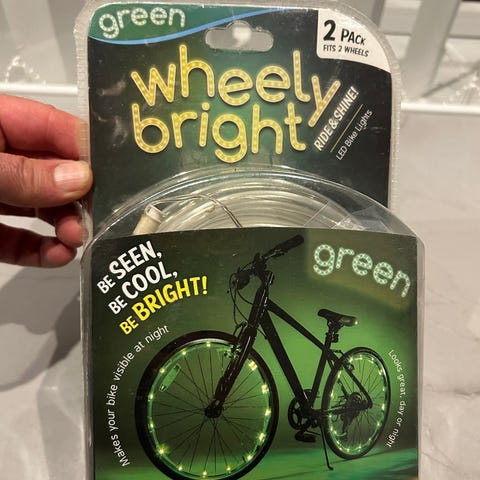 green
2 PACK
FITS 2 WHEELS
wheely
bright
RIDE & SHINE!
LED Bike Lights
BE SEEN,
BE COOL,
BE BRIGHT!
green
Makes your bike visible at night
Looks great, day or night